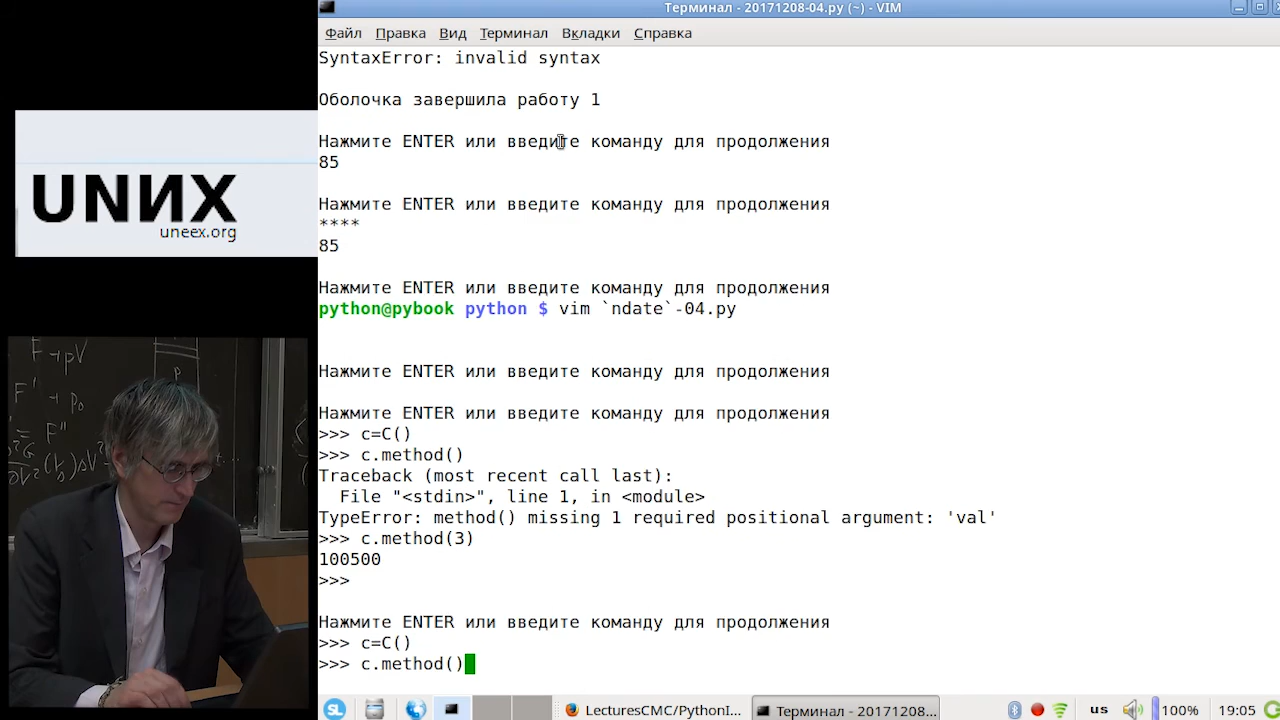 Терминал - 20171208-04.py (~) - VIM
Файл Правка Вид Терминал Вкладки Справка
SyntaxError: invalid syntax
Оболочка завершила работу 1
Нажмите ENTER или введите команду для продолжения
85
Нажмите ENTER или введите команду для продолжения
****
85
Нажмите ENTER или введите команду для продолжения
python@pybook python $ vim `ndate`-04.py
Нажмите ENTER или введите команду для продолжения
Нажмите ENTER или введите команду для продолжения
>>> c=C()
>>> c.method()
Traceback (most recent call last):
  File "<stdin>", line 1, in <module>
TypeError: method() missing 1 required positional argument: 'val'
>>> c.method(3)
100500
>>>
Нажмите ENTER или введите команду для продолжения
>>> c=C()
>>> c.method()
SL LecturesCMC/PythonI... Терминал - 20171208... us 100% 19:05
UNИX
uneex.org
F→pV
P
F'
+ p₀
= F"